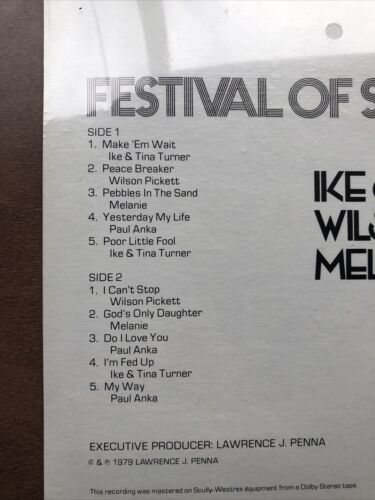 FESTIVAL OF S
SIDE 1
1. Make 'Em Wait
Ike & Tina Turner
2. Peace Breaker
Wilson Pickett
3. Pebbles In The Sand
Melanie
4. Yesterday My Life
Paul Anka
5. Poor Little Fool
Ike & Tina Turner
IKE
WILS
MEL
SIDE 2
1. I Can't Stop
Wilson Pickett
2. God's Only Daughter
Melanie
3. Do I Love You
Paul Anka
4. I'm Fed Up
Ike & Tina Turner
5. My Way
Paul Anka
EXECUTIVE PRODUCER: LAWRENCE J. PENNA
© & ℗ 1979 LAWRENCE J. PENNA
This recording was mastered on Scully-Westrex equipment from a Dolby Stereo tape.